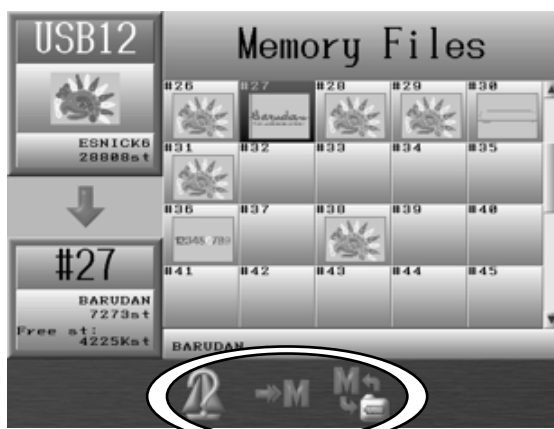 USB12
Memory Files
ESNICK6
28808st
#26 #27 #28 #29 #30
Barudan
#31 #32 #33 #34 #35
#36 #37 #38 #39 #40
#27
#41 #42 #43 #44 #45
BARUDAN
7273st
Free st:
4225Kst
BARUDAN
➔M
M